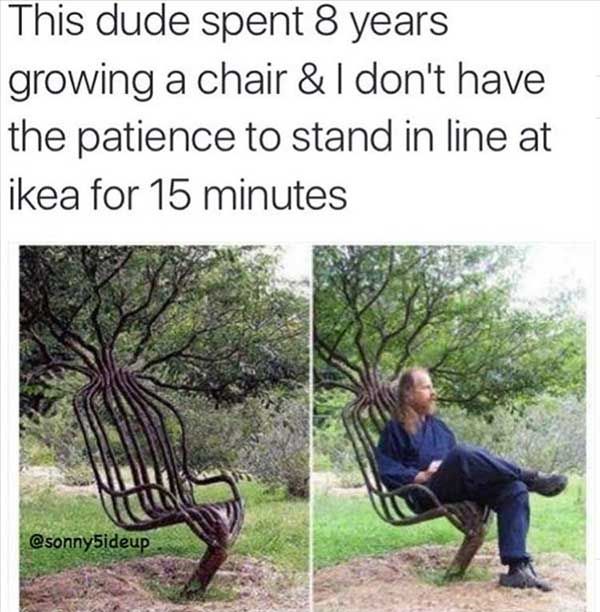 This dude spent 8 years
growing a chair & I don't have
the patience to stand in line at
ikea for 15 minutes
@sonny5ideup